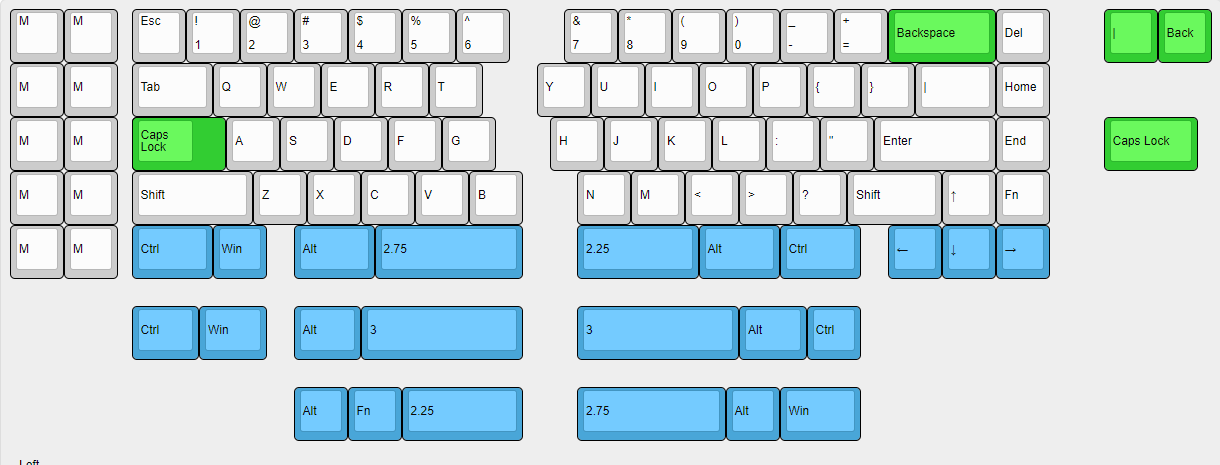 M M Esc ! @ # $ % ^ & * ( ) _ + Backspace Del | Back
1 2 3 4 5 6 7 8 9 0 - =
M M Tab Q W E R T Y U I O P { } | Home
M M Caps Lock A S D F G H J K L : " Enter End Caps Lock
M M Shift Z X C V B N M < > ? Shift ↑ Fn
M M Ctrl Win Alt 2.75 2.25 Alt Ctrl ← ↓ →
Ctrl Win Alt 3 3 Alt Ctrl
Alt Fn 2.25 2.75 Alt Win
Left